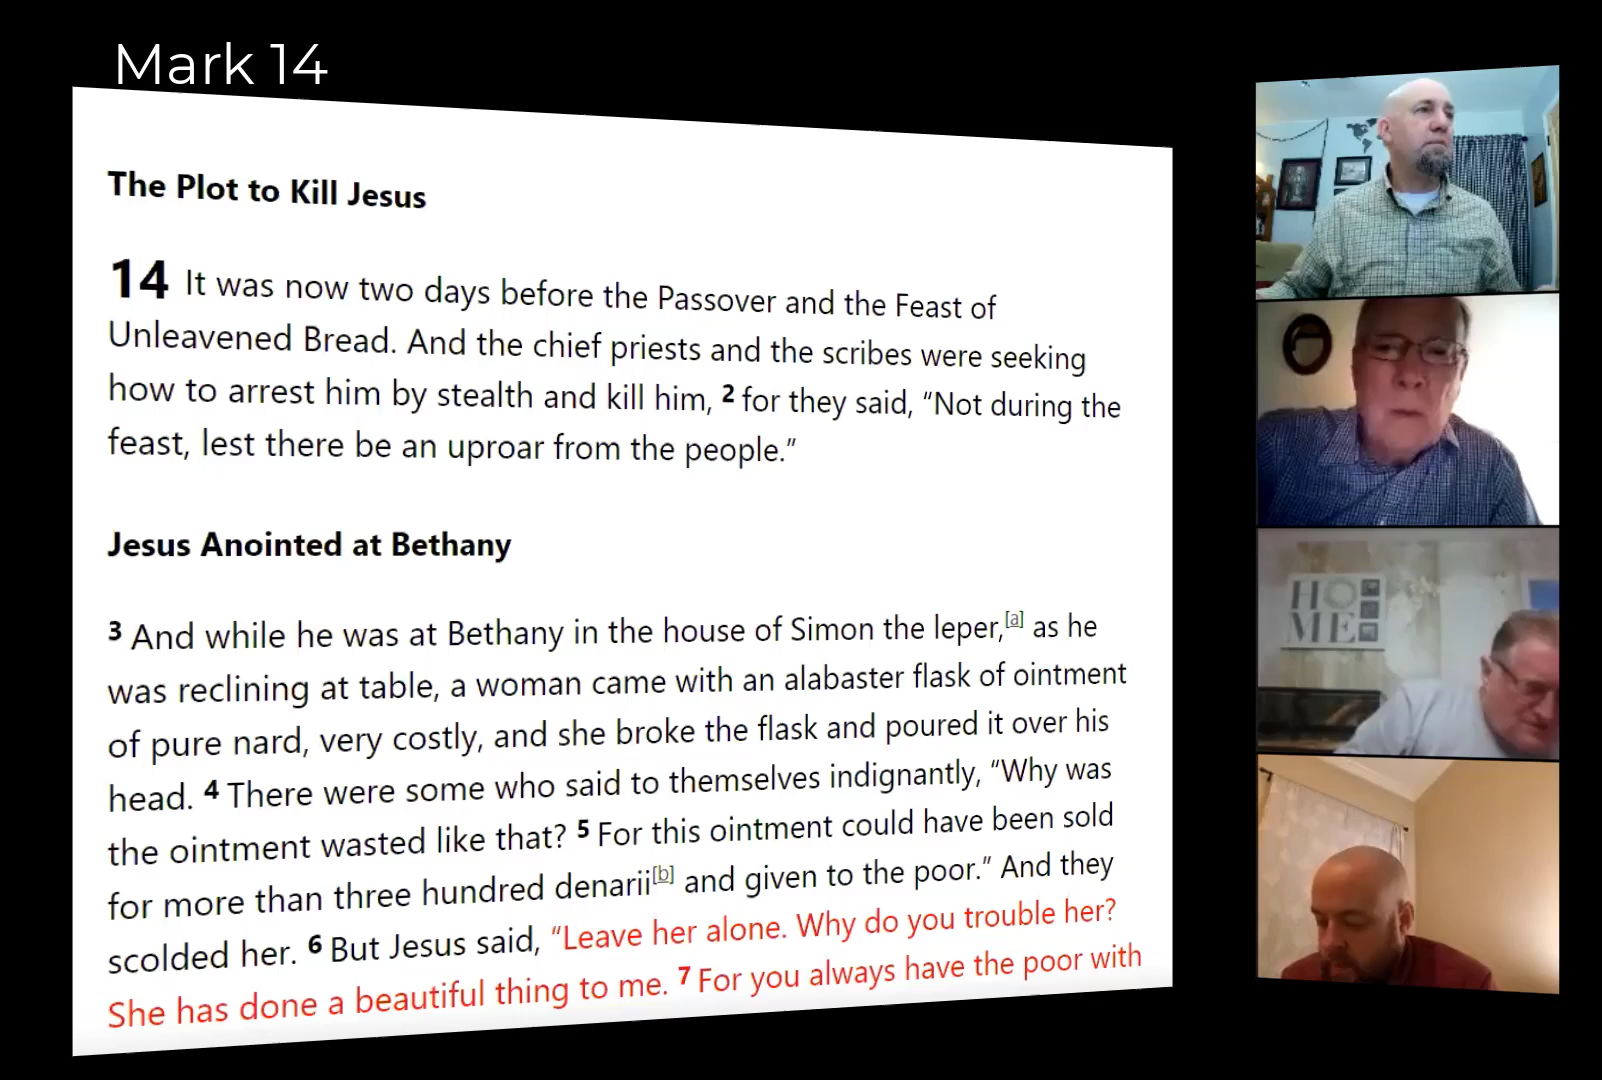 Mark 14
The Plot to Kill Jesus
14 It was now two days before the Passover and the Feast of
Unleavened Bread. And the chief priests and the scribes were seeking
how to arrest him by stealth and kill him, 2 for they said, “Not during the
feast, lest there be an uproar from the people.”
Jesus Anointed at Bethany
3 And while he was at Bethany in the house of Simon the leper,[a] as he
was reclining at table, a woman came with an alabaster flask of ointment
of pure nard, very costly, and she broke the flask and poured it over his
head. 4 There were some who said to themselves indignantly, “Why was
the ointment wasted like that? 5 For this ointment could have been sold
for more than three hundred denarii[b] and given to the poor.” And they
scolded her. 6 But Jesus said, “Leave her alone. Why do you trouble her?
She has done a beautiful thing to me. 7 For you always have the poor with
HO
ME